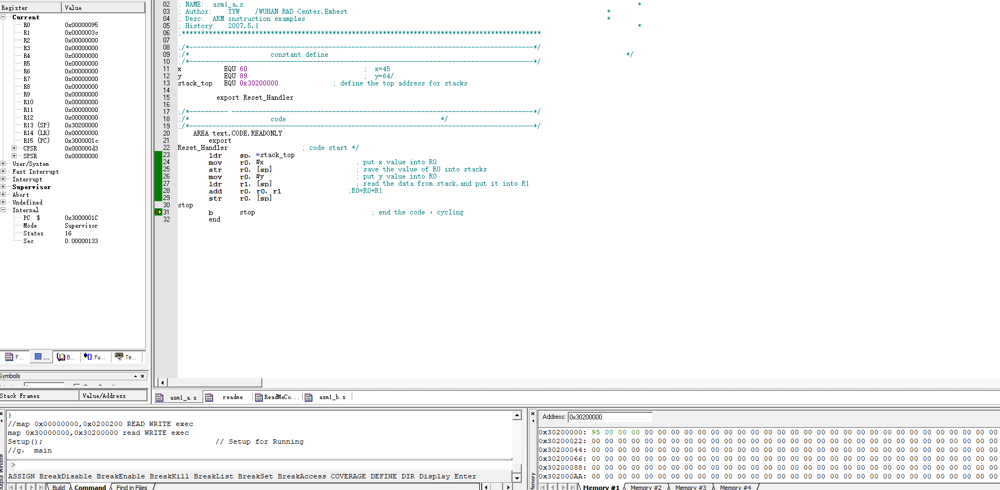 Register Value
Current
R0 0x00000095
R1 0x0000003c
R2 0x00000000
R3 0x00000000
R4 0x00000000
R5 0x00000000
R6 0x00000000
R7 0x00000000
R8 0x00000000
R9 0x00000000
R10 0x00000000
R11 0x00000000
R12 0x00000000
R13 (SP) 0x30200000
R14 (LR) 0x00000000
R15 (PC) 0x3000001c
CPSR 0x000000d3
SPSR 0x00000000
User/System
Fast Interrupt
Interrupt
Supervisor
Abort
Undefined
Internal
PC $ 0x3000001C
Mode Supervisor
States 16
Sec 0.00000133
F... ... B... {} Fu... Te...
Symbols
Stack Frames Value/Address
02 ; NAME: asm1_a.s *
03 ; Author: TYW /WUHAN R&D Center,Embest *
04 ; Desc: ARM instruction examples *
05 ; History: 2007.5.1 *
06 ;*********************************************************************************************
07
08 ;/*-----------------------------------------------------------------------------------------*/
09 ;/* constant define */
10 ;/*-----------------------------------------------------------------------------------------*/
11 x EQU 60 ; x=45
12 y EQU 89 ; y=64/
13 stack_top EQU 0x30200000 ; define the top address for stacks
14
15 export Reset_Handler
16
17 ;/*---------- ------------------------------------------------------------------------------*/
18 ;/* code */
19 ;/*-----------------------------------------------------------------------------------------*/
20 AREA text,CODE,READONLY
21 export
22 Reset_Handler ; code start */
23 ldr sp, =stack_top
24 mov r0, #x ; put x value into R0
25 str r0, [sp] ; save the value of R0 into stacks
26 mov r0, #y ; put y value into R0
27 ldr r1, [sp] ; read the data from stack,and put it into R1
28 add r0, r0, r1 ;R0=R0+R1
29 str r0, [sp]
30 stop
31 b stop ; end the code ，cycling
32 end
asm1_a.s readme ReadMeCo... asm1_b.s
}
//map 0x00000000,0x0200200 READ WRITE exec
map 0x30000000,0x30200000 read WRITE exec
Setup(); // Setup for Running
//g, main
>
ASSIGN BreakDisable BreakEnable BreakKill BreakList BreakSet BreakAccess COVERAGE DEFINE DIR Display Enter
Build Command Find in Files
Address: 0x30200000
0x30200000: 95 00 00 00 00 00 00 00 00 00 00 00 00 00 00 00 00 00 00 00 00 00 00 00 00 00 00 00 00 00 00
0x30200022: 00 00 00 00 00 00 00 00 00 00 00 00 00 00 00 00 00 00 00 00 00 00 00 00 00 00 00 00 00 00 00
0x30200044: 00 00 00 00 00 00 00 00 00 00 00 00 00 00 00 00 00 00 00 00 00 00 00 00 00 00 00 00 00 00 00
0x30200066: 00 00 00 00 00 00 00 00 00 00 00 00 00 00 00 00 00 00 00 00 00 00 00 00 00 00 00 00 00 00 00
0x30200088: 00 00 00 00 00 00 00 00 00 00 00 00 00 00 00 00 00 00 00 00 00 00 00 00 00 00 00 00 00 00 00
0x302000AA: 00 00 00 00 00 00 00 00 00 00 00 00 00 00 00 00 00 00 00 00 00 00 00 00 00 00 00 00 00 00 00
Memory
Memory #1 Memory #2 Memory #3 Memory #4